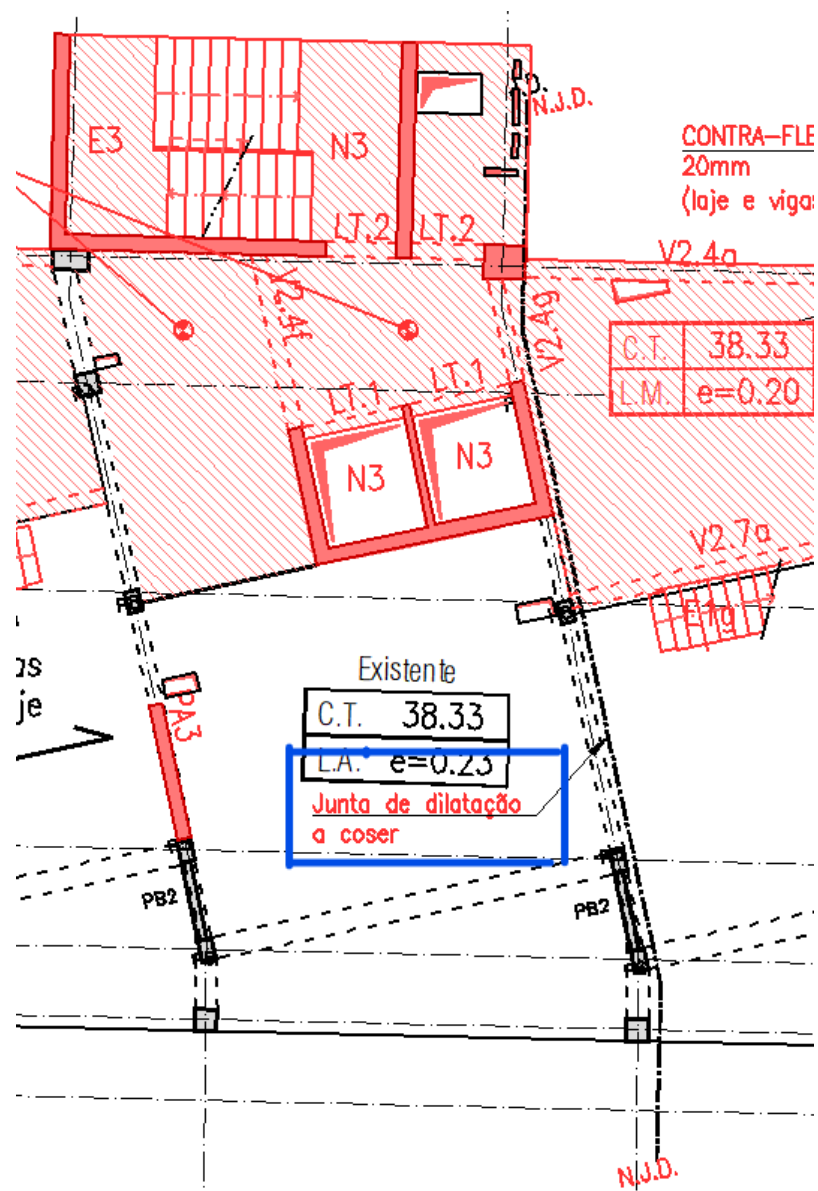 N.J.D.
E3
N3
CONTRA-FLE
20mm
(laje e vigas
LT.2
LT.2
V2.4a
V2.4f
V2.4g
C.T. 38.33
L.M. e=0.20
LT.1
LT.1
N3
N3
V2.7a
E1g
as
je
PA3
Existente
C.T. 38.33
L.A. e=0.23
Junta de dilatação
a coser
PB2
PB2
N.J.D.